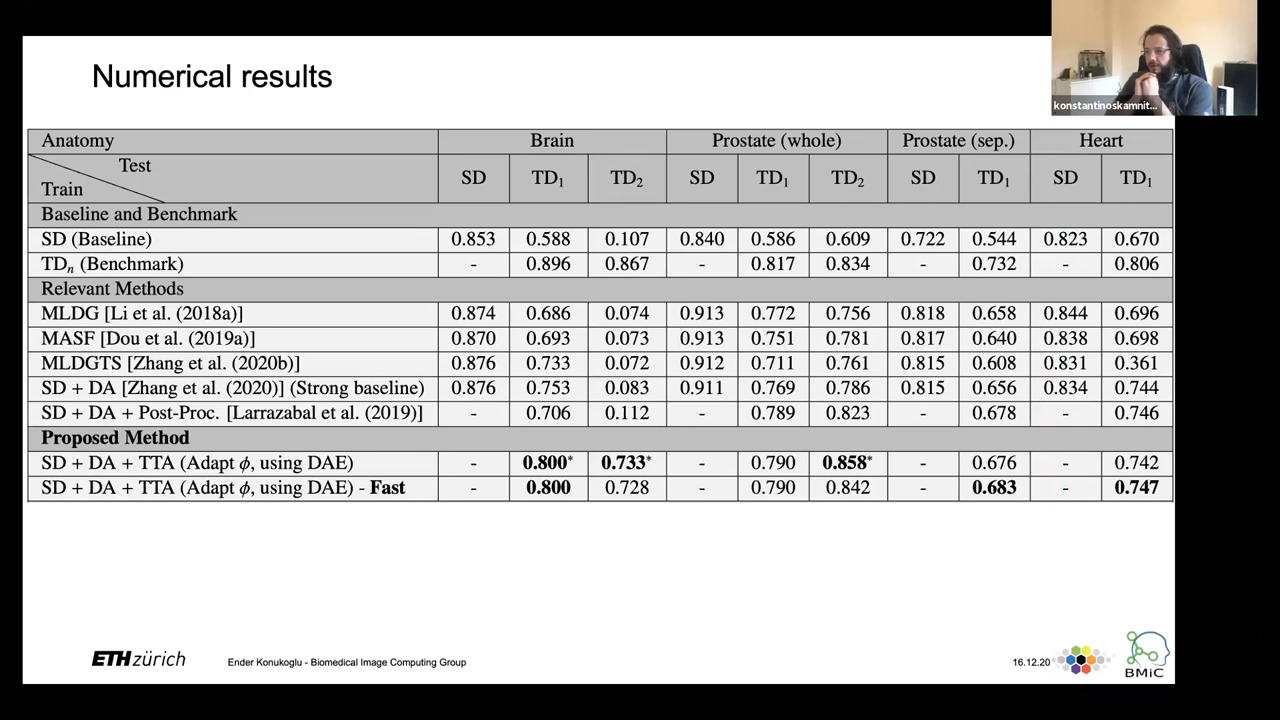 Numerical results
konstantinoskamnit...
Anatomy Brain Prostate (whole) Prostate (sep.) Heart
Test
Train
SD TD₁ TD₂ SD TD₁ TD₂ SD TD₁ SD TD₁
Baseline and Benchmark
SD (Baseline) 0.853 0.588 0.107 0.840 0.586 0.609 0.722 0.544 0.823 0.670
TDₙ (Benchmark) - 0.896 0.867 - 0.817 0.834 - 0.732 - 0.806
Relevant Methods
MLDG [Li et al. (2018a)] 0.874 0.686 0.074 0.913 0.772 0.756 0.818 0.658 0.844 0.696
MASF [Dou et al. (2019a)] 0.870 0.693 0.073 0.913 0.751 0.781 0.817 0.640 0.838 0.698
MLDGTS [Zhang et al. (2020b)] 0.876 0.733 0.072 0.912 0.711 0.761 0.815 0.608 0.831 0.361
SD + DA [Zhang et al. (2020)] (Strong baseline) 0.876 0.753 0.083 0.911 0.769 0.786 0.815 0.656 0.834 0.744
SD + DA + Post-Proc. [Larrazabal et al. (2019)] - 0.706 0.112 - 0.789 0.823 - 0.678 - 0.746
Proposed Method
SD + DA + TTA (Adapt ϕ, using DAE) - 0.800* 0.733* - 0.790 0.858* - 0.676 - 0.742
SD + DA + TTA (Adapt ϕ, using DAE) - Fast - 0.800 0.728 - 0.790 0.842 - 0.683 - 0.747
ETH zürich
Ender Konukoglu - Biomedical Image Computing Group
16.12.20
BMiC